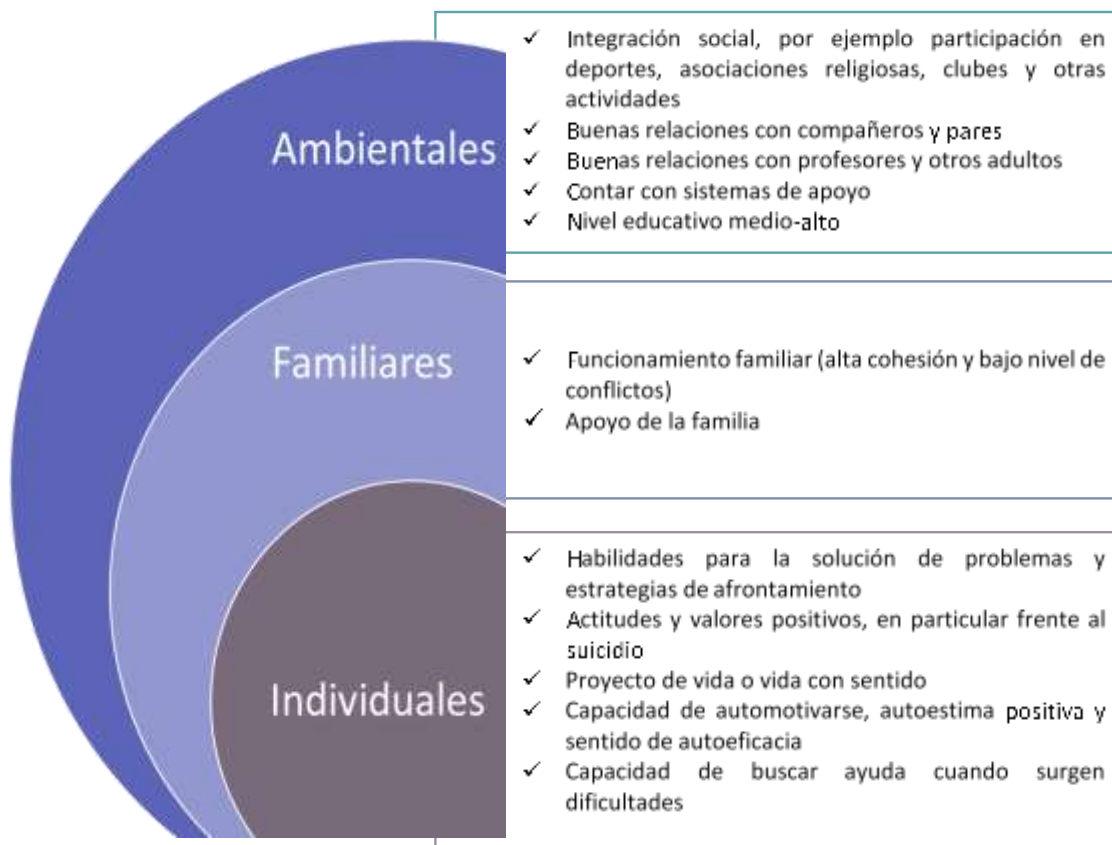 Ambientales
✓ Integración social, por ejemplo participación en
deportes, asociaciones religiosas, clubes y otras
actividades
✓ Buenas relaciones con compañeros y pares
✓ Buenas relaciones con profesores y otros adultos
✓ Contar con sistemas de apoyo
✓ Nivel educativo medio-alto
Familiares
✓ Funcionamiento familiar (alta cohesión y bajo nivel de
conflictos)
✓ Apoyo de la familia
Individuales
✓ Habilidades para la solución de problemas y
estrategias de afrontamiento
✓ Actitudes y valores positivos, en particular frente al
suicidio
✓ Proyecto de vida o vida con sentido
✓ Capacidad de automotivarse, autoestima positiva y
sentido de autoeficacia
✓ Capacidad de buscar ayuda cuando surgen
dificultades